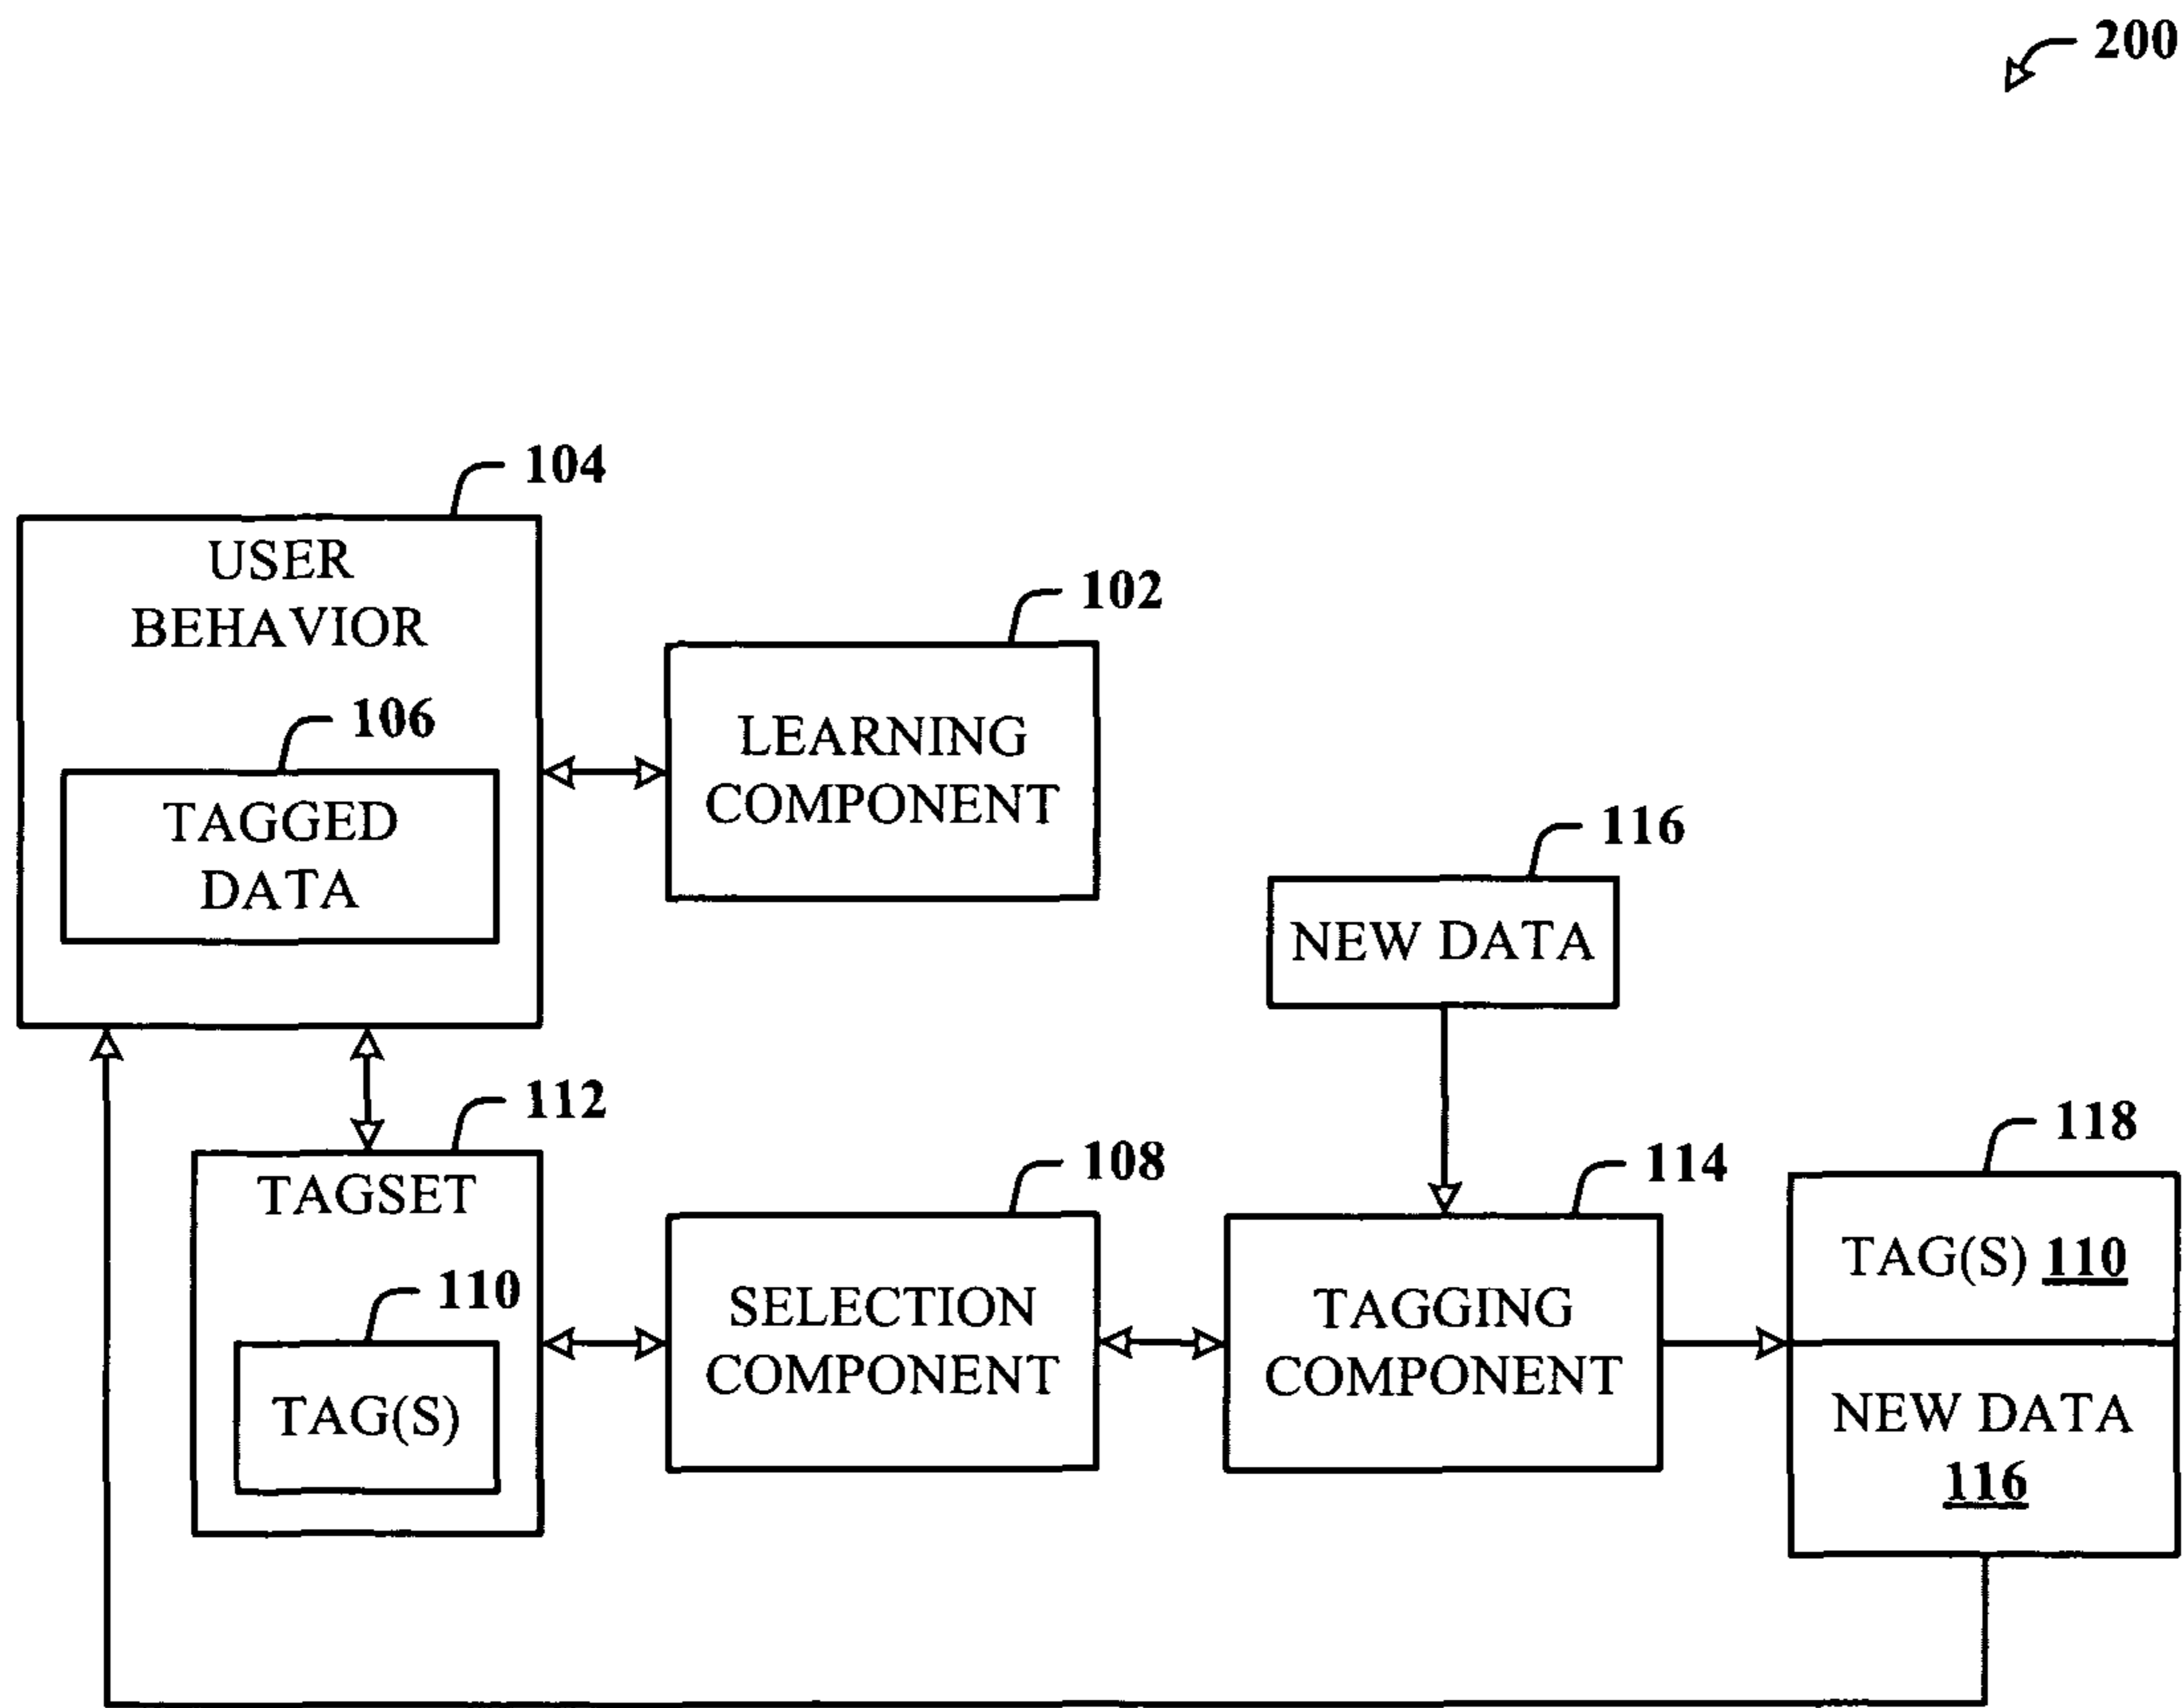 200
104
USER
BEHAVIOR
102
106
LEARNING
COMPONENT
TAGGED
DATA
116
NEW DATA
112
TAGSET
108
114
118
110
TAG(S)
SELECTION
COMPONENT
TAGGING
COMPONENT
TAG(S) 110
NEW DATA
116